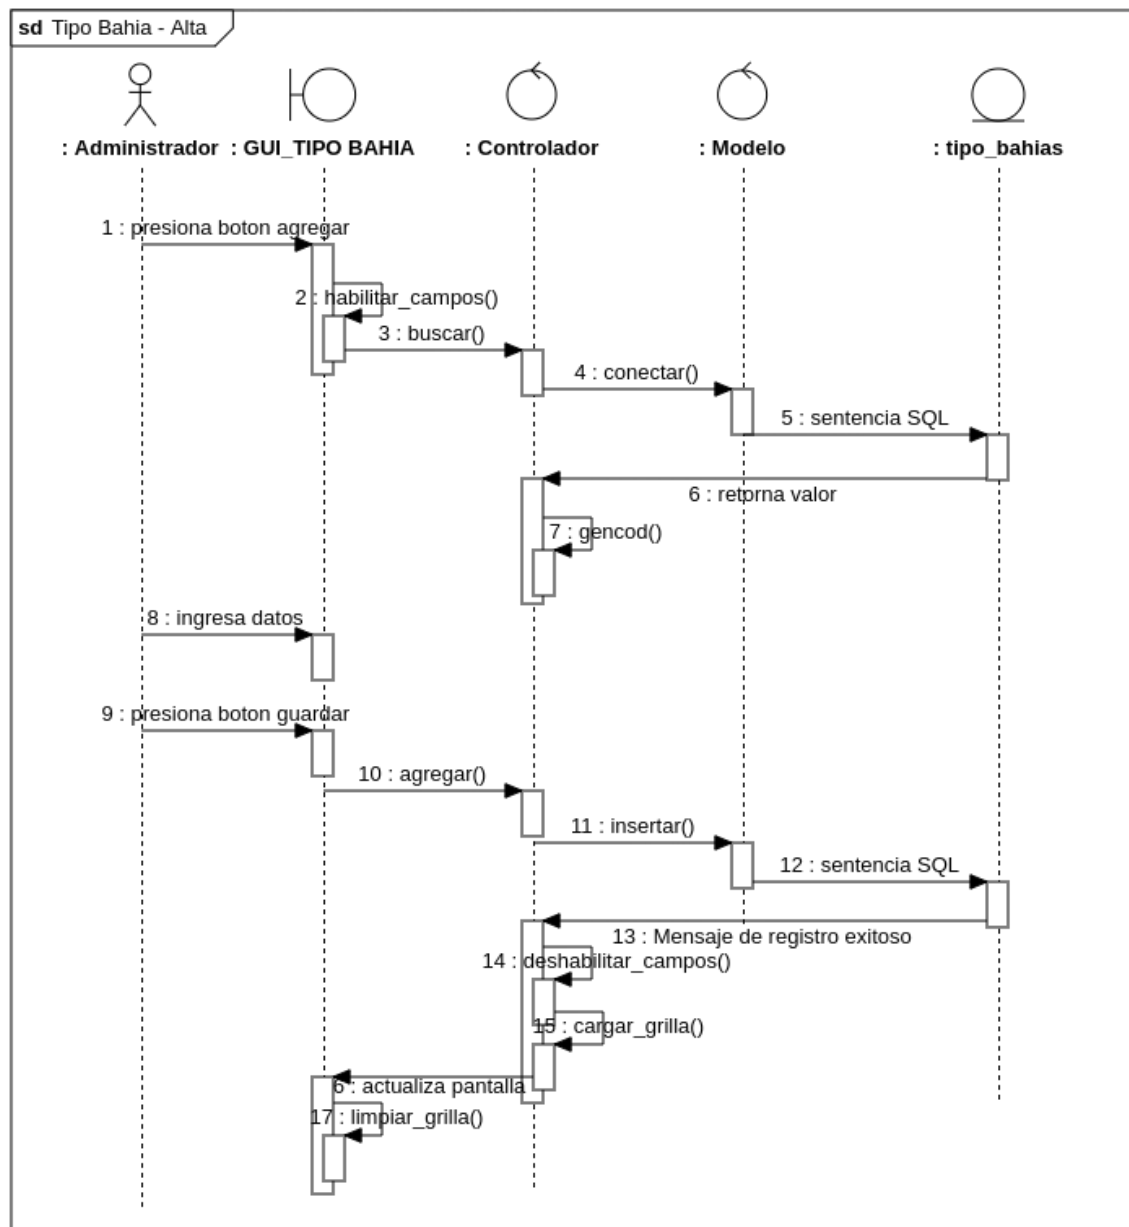 sd Tipo Bahia - Alta
: Administrador
: GUI_TIPO BAHIA
: Controlador
: Modelo
: tipo_bahias
1 : presiona boton agregar
2 : habilitar_campos()
3 : buscar()
4 : conectar()
5 : sentencia SQL
6 : retorna valor
7 : gencod()
8 : ingresa datos
9 : presiona boton guardar
10 : agregar()
11 : insertar()
12 : sentencia SQL
13 : Mensaje de registro exitoso
14 : deshabilitar_campos()
15 : cargar_grilla()
6 : actualiza pantalla
17 : limpiar_grilla()